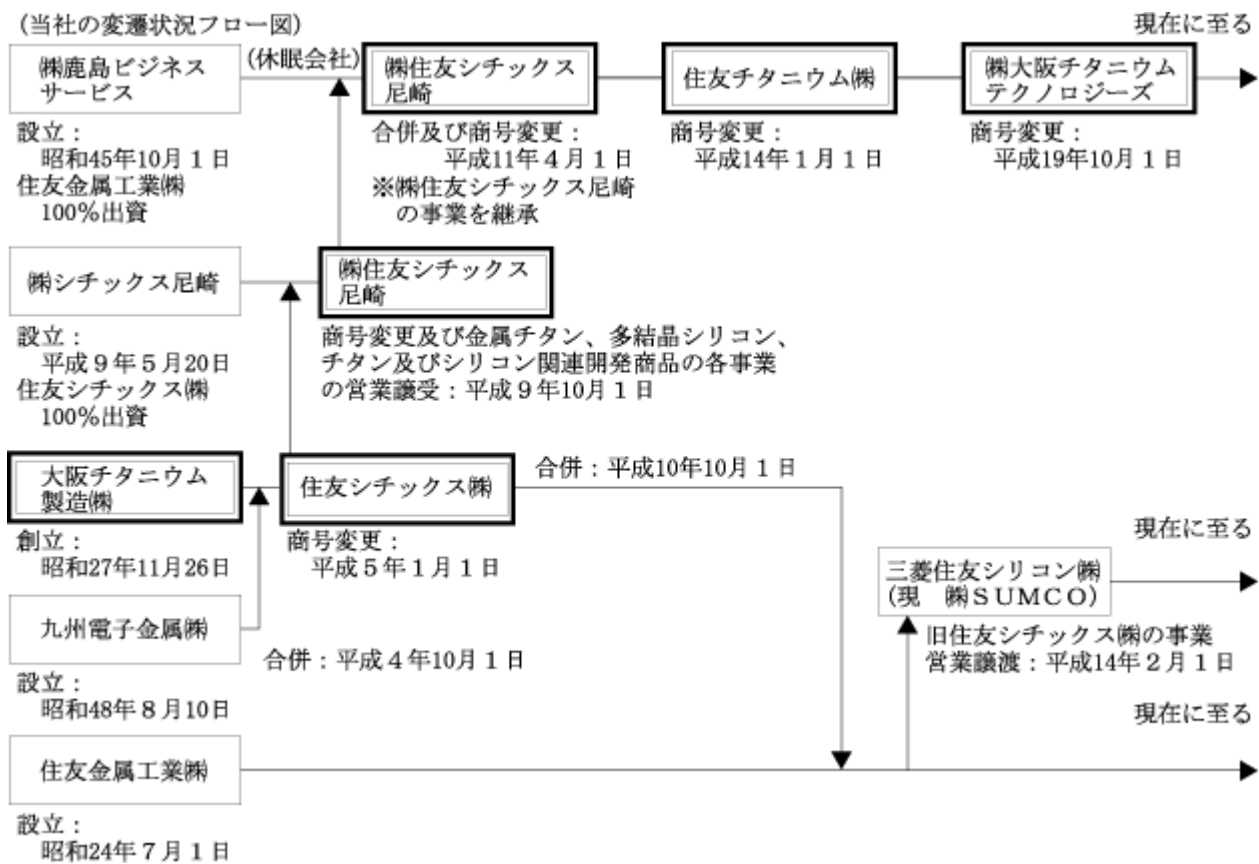 (当社の変遷状況フロー図)
現在に至る
㈱鹿島ビジネス
サービス
(休眠会社)
㈱住友シチックス
尼崎
住友チタニウム㈱
㈱大阪チタニウム
テクノロジーズ
設立：
昭和45年10月１日
住友金属工業㈱
100％出資
合併及び商号変更：
平成11年４月１日
※㈱住友シチックス尼崎
の事業を継承
商号変更：
平成14年１月１日
商号変更：
平成19年10月１日
㈱シチックス尼崎
㈱住友シチックス
尼崎
設立：
平成９年５月20日
住友シチックス㈱
100％出資
商号変更及び金属チタン、多結晶シリコン、
チタン及びシリコン関連開発商品の各事業
の営業譲受：平成９年10月１日
大阪チタニウム
製造㈱
住友シチックス㈱
合併：平成10年10月１日
創立：
昭和27年11月26日
商号変更：
平成５年１月１日
現在に至る
三菱住友シリコン㈱
(現　㈱ＳＵＭＣＯ)
九州電子金属㈱
合併：平成４年10月１日
旧住友シチックス㈱の事業
営業譲渡：平成14年２月１日
設立：
昭和48年８月10日
現在に至る
住友金属工業㈱
設立：
昭和24年７月１日